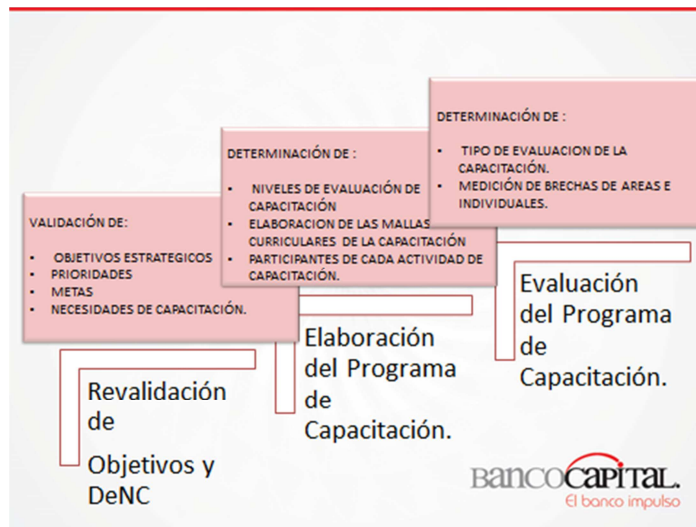 VALIDACIÓN DE:
• OBJETIVOS ESTRATEGICOS
• PRIORIDADES
• METAS
• NECESIDADES DE CAPACITACIÓN.
Revalidación
de
Objetivos y
DeNC
DETERMINACIÓN DE :
• NIVELES DE EVALUACIÓN DE
CAPACITACIÓN
• ELABORACION DE LAS MALLAS
CURRICULARES DE LA CAPACITACIÓN
• PARTICIPANTES DE CADA ACTIVIDAD DE
CAPACITACIÓN.
Elaboración
del Programa
de
Capacitación.
DETERMINACIÓN DE :
• TIPO DE EVALUACION DE LA
CAPACITACIÓN.
• MEDICIÓN DE BRECHAS DE AREAS E
INDIVIDUALES.
Evaluación
del Programa
de
Capacitación.
BANCOCAPITAL.
El banco impulso